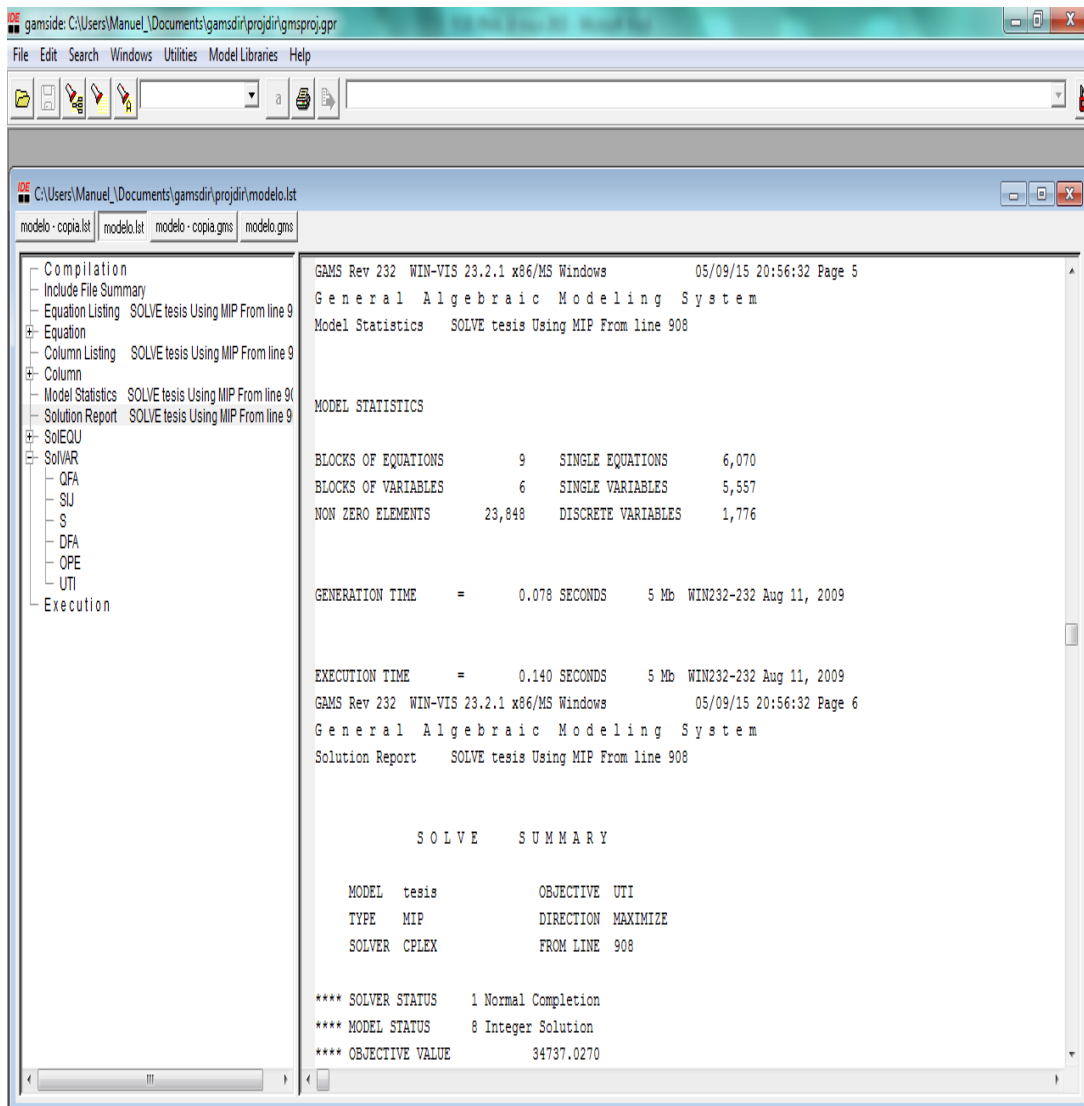 IDE gamside: C:\Users\Manuel_\Documents\gamsdir\projdir\gmsproj.gpr
File Edit Search Windows Utilities Model Libraries Help
A a
IDE C:\Users\Manuel_\Documents\gamsdir\projdir\modelo.lst
modelo - copia.lst modelo.lst modelo - copia.gms modelo.gms
Compilation
Include File Summary
Equation Listing SOLVE tesis Using MIP From line 9
Equation
Column Listing SOLVE tesis Using MIP From line 9
Column
Model Statistics SOLVE tesis Using MIP From line 90
Solution Report SOLVE tesis Using MIP From line 9
SolEQU
SolVAR
QFA
SIJ
S
DFA
OPE
UTI
Execution
GAMS Rev 232 WIN-VIS 23.2.1 x86/MS Windows 05/09/15 20:56:32 Page 5
G e n e r a l A l g e b r a i c M o d e l i n g S y s t e m
Model Statistics SOLVE tesis Using MIP From line 908
MODEL STATISTICS
BLOCKS OF EQUATIONS 9 SINGLE EQUATIONS 6,070
BLOCKS OF VARIABLES 6 SINGLE VARIABLES 5,557
NON ZERO ELEMENTS 23,848 DISCRETE VARIABLES 1,776
GENERATION TIME = 0.078 SECONDS 5 Mb WIN232-232 Aug 11, 2009
EXECUTION TIME = 0.140 SECONDS 5 Mb WIN232-232 Aug 11, 2009
GAMS Rev 232 WIN-VIS 23.2.1 x86/MS Windows 05/09/15 20:56:32 Page 6
G e n e r a l A l g e b r a i c M o d e l i n g S y s t e m
Solution Report SOLVE tesis Using MIP From line 908
S O L V E S U M M A R Y
MODEL tesis OBJECTIVE UTI
TYPE MIP DIRECTION MAXIMIZE
SOLVER CPLEX FROM LINE 908
**** SOLVER STATUS 1 Normal Completion
**** MODEL STATUS 8 Integer Solution
**** OBJECTIVE VALUE 34737.0270